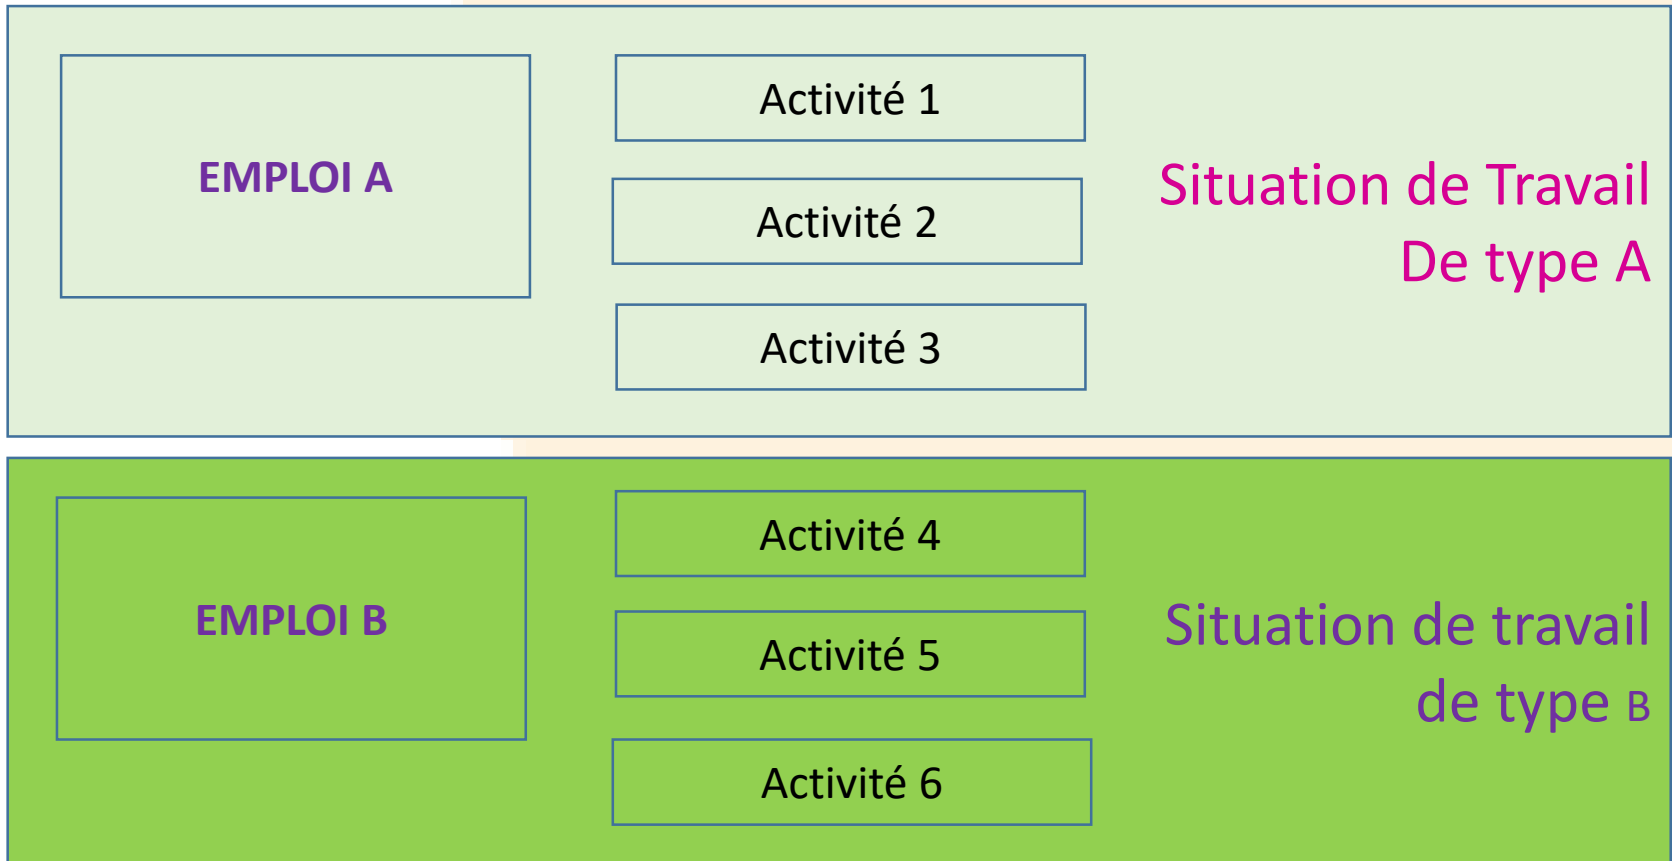 EMPLOI A
Activité 1
Activité 2
Activité 3
Situation de Travail
De type A
EMPLOI B
Activité 4
Activité 5
Activité 6
Situation de travail
de type B